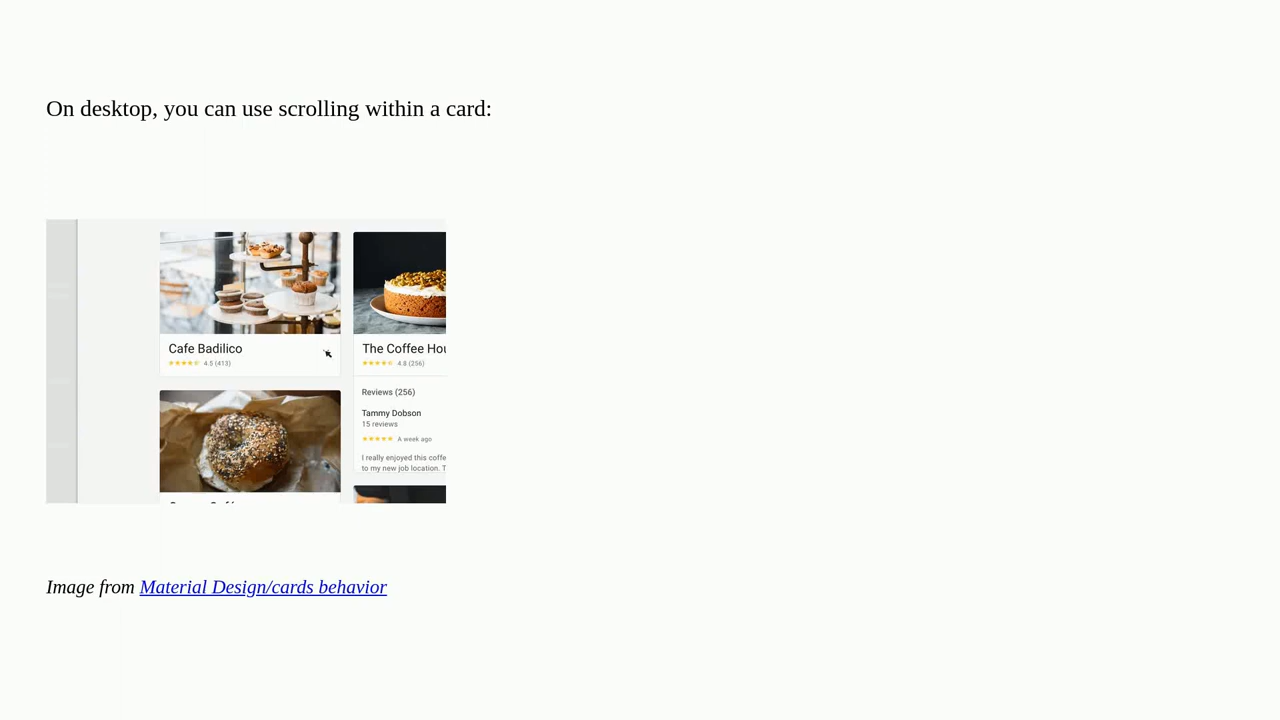 On desktop, you can use scrolling within a card:
Cafe Badilico
4.5 (413)
The Coffee Hou
4.8 (256)
Reviews (256)
Tammy Dobson
15 reviews
A week ago
I really enjoyed this coffe
to my new job location. T
Image from Material Design/cards behavior